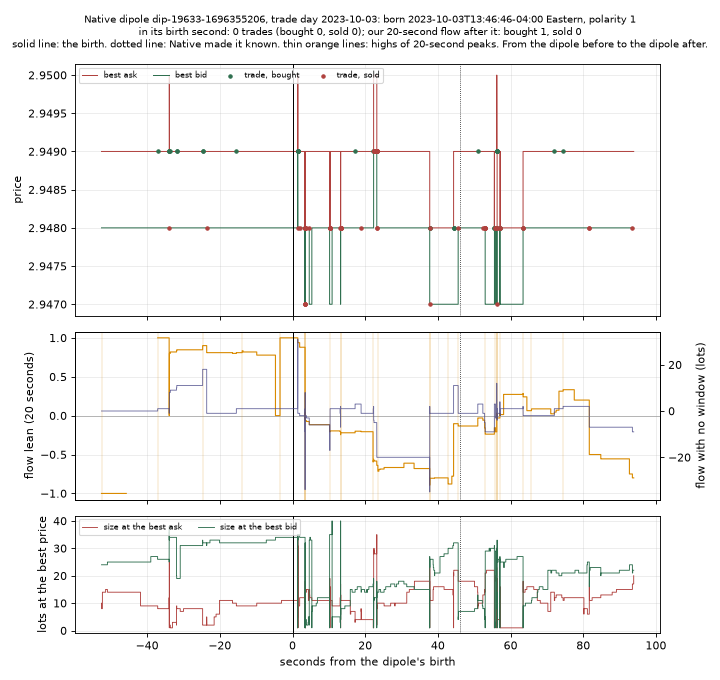 Native dipole dip-19633-1696355206, trade day 2023-10-03: born 2023-10-03T13:46:46-04:00 Eastern, polarity 1
in its birth second: 0 trades (bought 0, sold 0); our 20-second flow after it: bought 1, sold 0
solid line: the birth. dotted line: Native made it known. thin orange lines: highs of 20-second peaks. From the dipole before to the dipole after.
best ask best bid trade, bought trade, sold
2.9500
2.9495
2.9490
2.9485
2.9480
2.9475
2.9470
price
1.0
0.5
0.0
−0.5
−1.0
flow lean (20 seconds)
20
0
−20
flow with no window (lots)
size at the best ask size at the best bid
40
30
20
10
0
lots at the best price
−40 −20 0 20 40 60 80 100
seconds from the dipole's birth